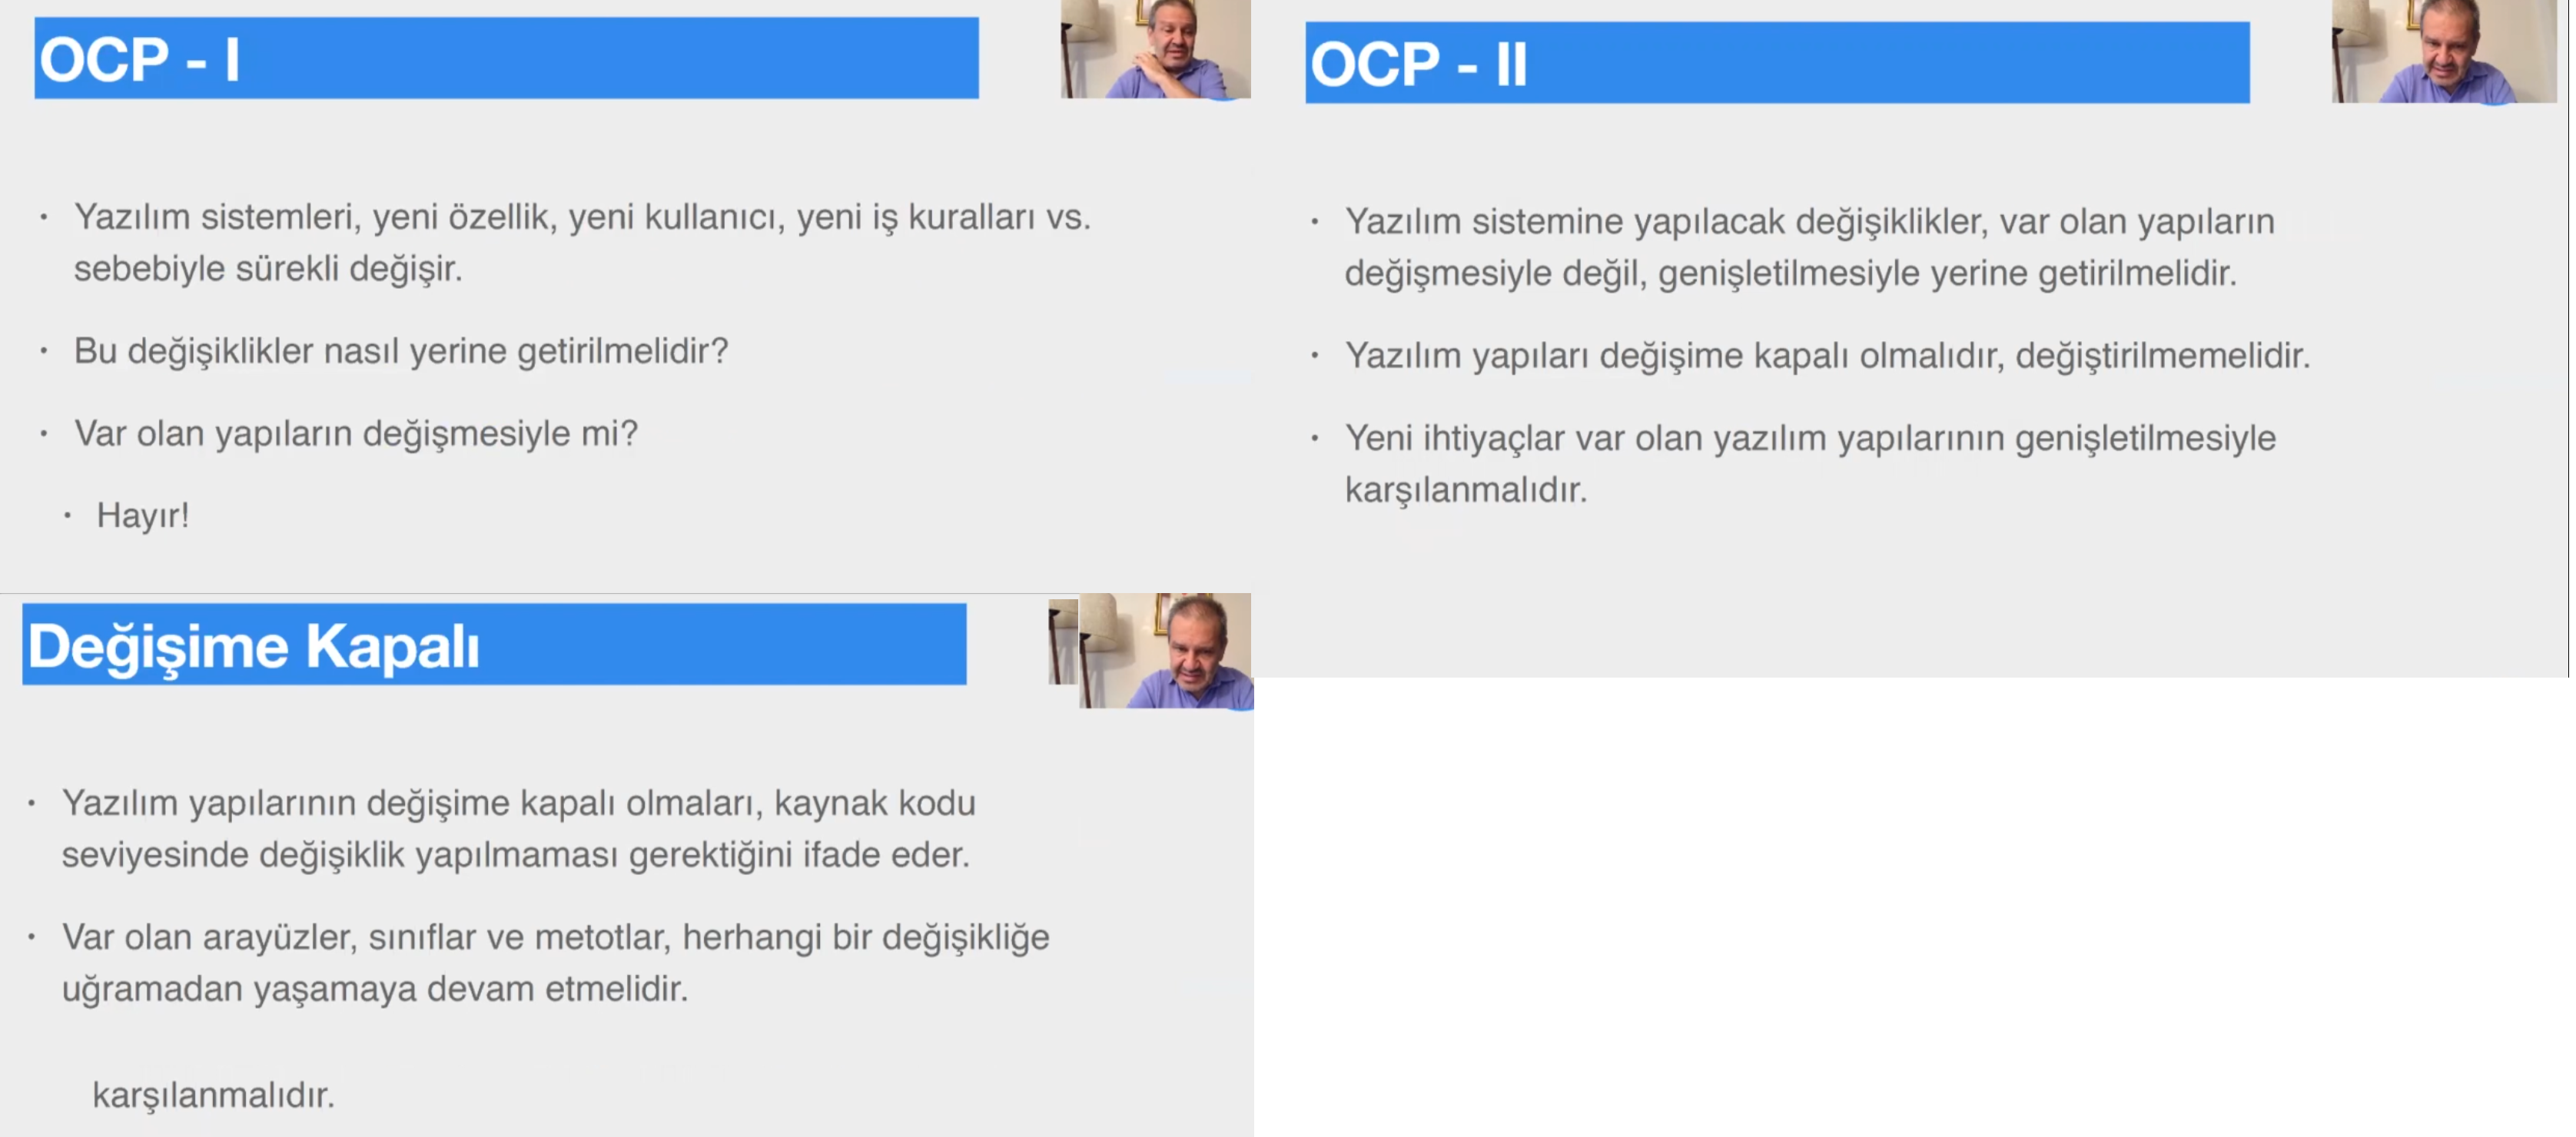 OCP - I
Yazılım sistemleri, yeni özellik, yeni kullanıcı, yeni iş kuralları vs.
sebebiyle sürekli değişir.
Bu değişiklikler nasıl yerine getirilmelidir?
Var olan yapıların değişmesiyle mi?
Hayır!
OCP - II
Yazılım sistemine yapılacak değişiklikler, var olan yapıların
değişmesiyle değil, genişletilmesiyle yerine getirilmelidir.
Yazılım yapıları değişime kapalı olmalıdır, değiştirilmemelidir.
Yeni ihtiyaçlar var olan yazılım yapılarının genişletilmesiyle
karşılanmalıdır.
Değişime Kapalı
Yazılım yapılarının değişime kapalı olmaları, kaynak kodu
seviyesinde değişiklik yapılmaması gerektiğini ifade eder.
Var olan arayüzler, sınıflar ve metotlar, herhangi bir değişikliğe
uğramadan yaşamaya devam etmelidir.
karşılanmalıdır.